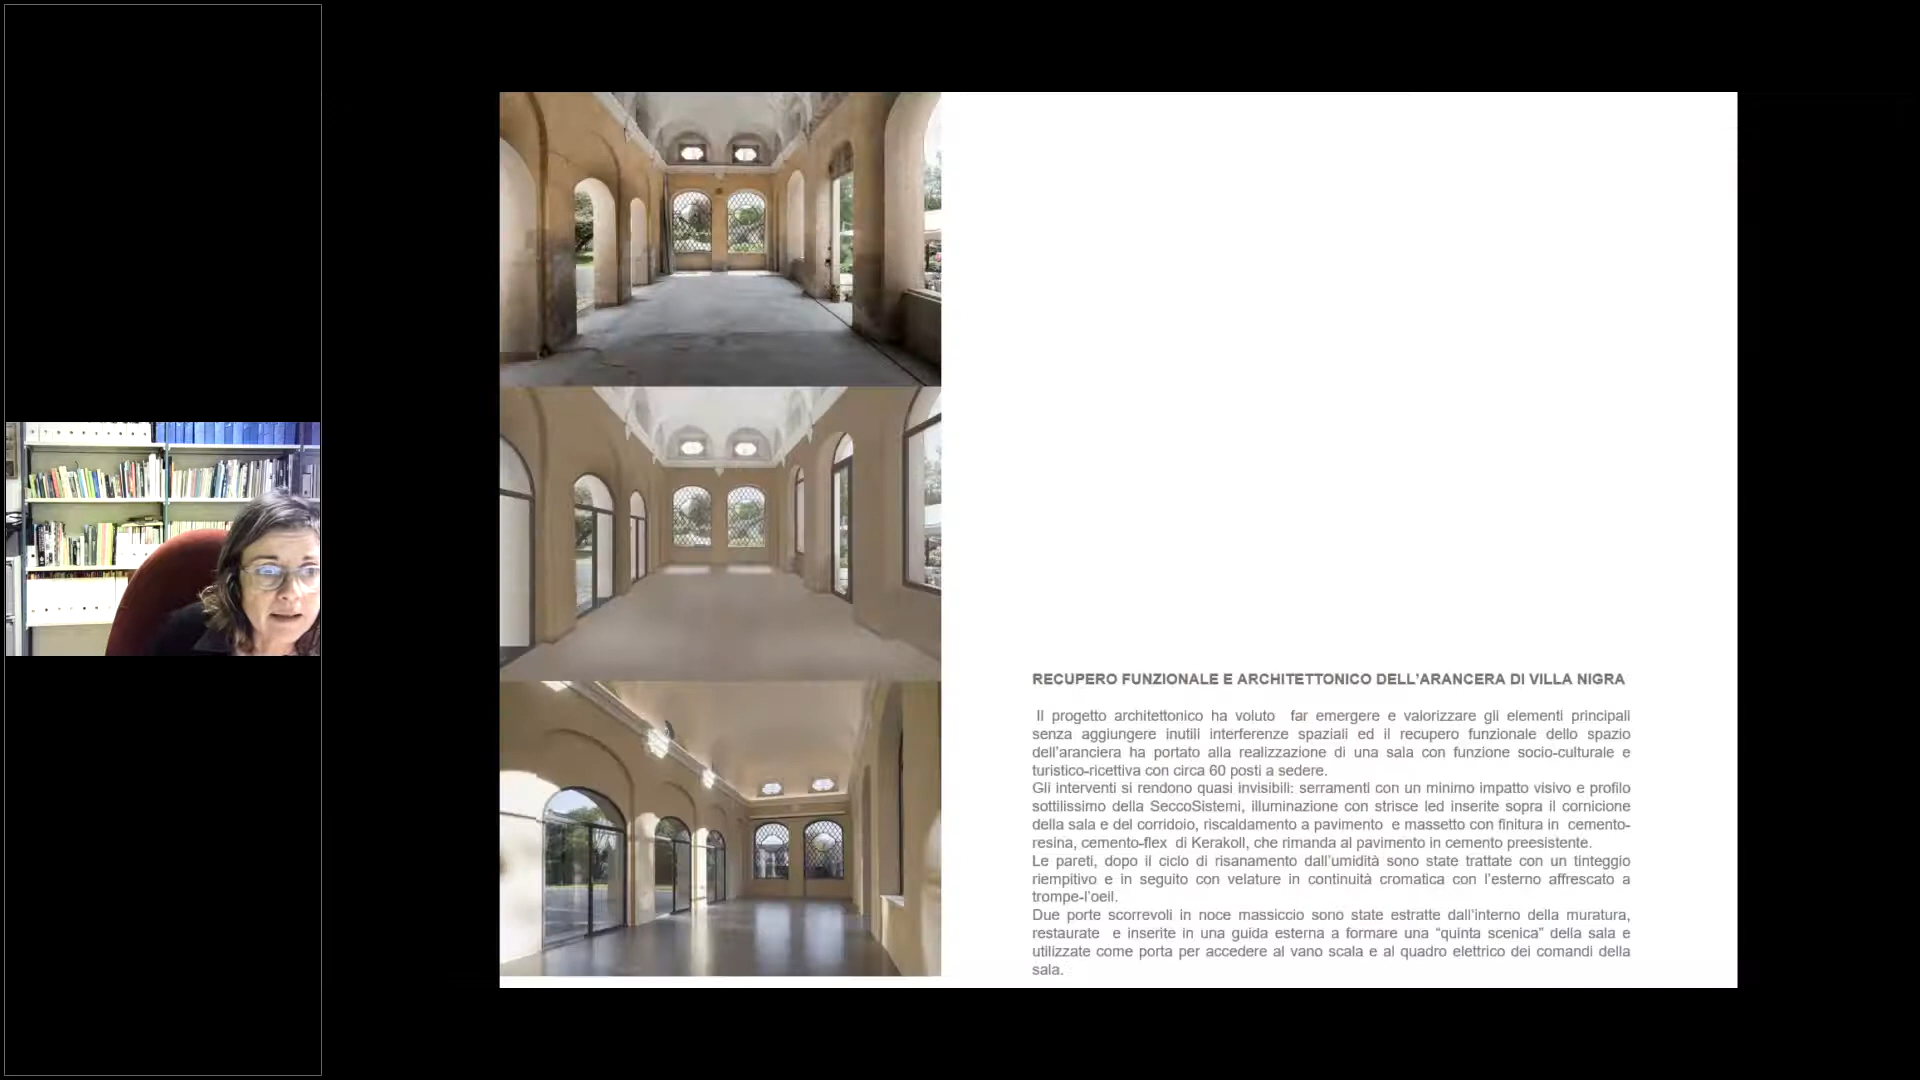 RECUPERO FUNZIONALE E ARCHITETTONICO DELL'ARANCERA DI VILLA NIGRA
Il progetto architettonico ha voluto far emergere e valorizzare gli elementi principali
senza aggiungere inutili interferenze spaziali ed il recupero funzionale dello spazio
dell'aranciera ha portato alla realizzazione di una sala con funzione socio-culturale e
turistico-ricettiva con circa 60 posti a sedere.
Gli interventi si rendono quasi invisibili: serramenti con un minimo impatto visivo e profilo
sottilissimo della SeccoSistemi, illuminazione con strisce led inserite sopra il cornicione
della sala e del corridoio, riscaldamento a pavimento e massetto con finitura in cemento-
resina, cemento-flex di Kerakoll, che rimanda al pavimento in cemento preesistente.
Le pareti, dopo il ciclo di risanamento dall'umidità sono state trattate con un tinteggio
riempitivo e in seguito con velature in continuità cromatica con l'esterno affrescato a
trompe-l'oeil.
Due porte scorrevoli in noce massiccio sono state estratte dall'interno della muratura,
restaurate e inserite in una guida esterna a formare una “quinta scenica” della sala e
utilizzate come porta per accedere al vano scala e al quadro elettrico dei comandi della
sala.